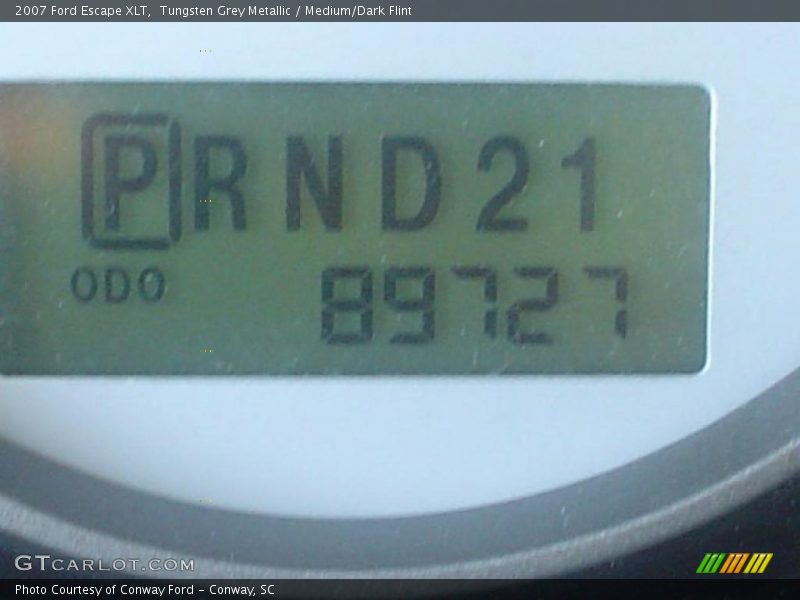 2007 Ford Escape XLT,  Tungsten Grey Metallic / Medium/Dark Flint
P R N D 2 1
ODO 89727
GTCARLOT.COM
Photo Courtesy of Conway Ford - Conway, SC